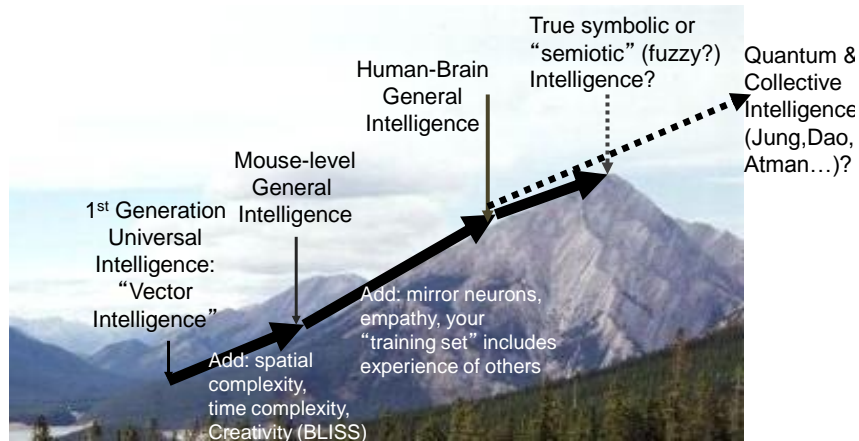 1st Generation
Universal
Intelligence:
“Vector
Intelligence”
Mouse-level
General
Intelligence
Human-Brain
General
Intelligence
True symbolic or
“semiotic” (fuzzy?)
Intelligence?
Quantum &
Collective
Intelligence
(Jung,Dao,
Atman…)?
Add: spatial
complexity,
time complexity,
Creativity (BLISS)
Add: mirror neurons,
empathy, your
“training set” includes
experience of others